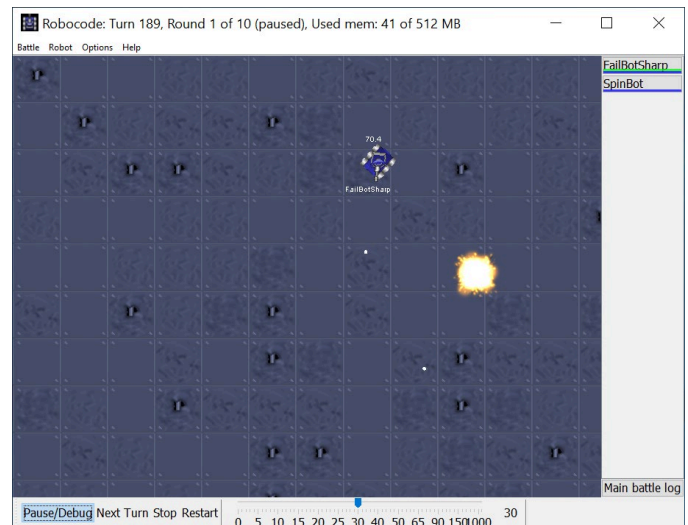 Robocode: Turn 189, Round 1 of 10 (paused), Used mem: 41 of 512 MB
Battle Robot Options Help
FailBotSharp
SpinBot
70.4
FailBotSharp
Main battle log
Pause/Debug Next Turn Stop Restart
0 5 10 15 20 25 30 40 50 65 90 150 1000
30